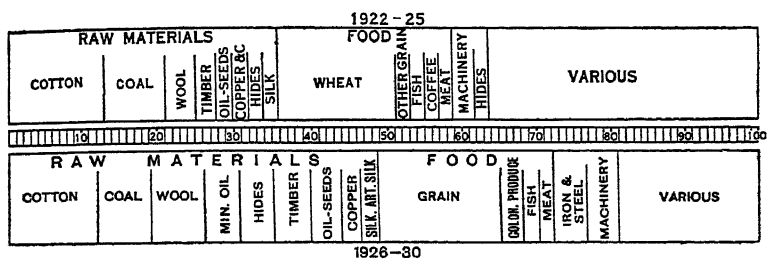 1922-25
RAW MATERIALS FOOD
COTTON COAL WOOL TIMBER OIL-SEEDS COPPER &C HIDES SILK WHEAT OTHER GRAIN FISH COFFEE MEAT MACHINERY HIDES VARIOUS
10 20 30 40 50 60 70 80 90 100
RAW MATERIALS FOOD
COTTON COAL WOOL MIN. OIL HIDES TIMBER OIL-SEEDS COPPER SILK. ART. SILK GRAIN COLON. PRODUCE FISH MEAT IRON & STEEL MACHINERY VARIOUS
1926-30